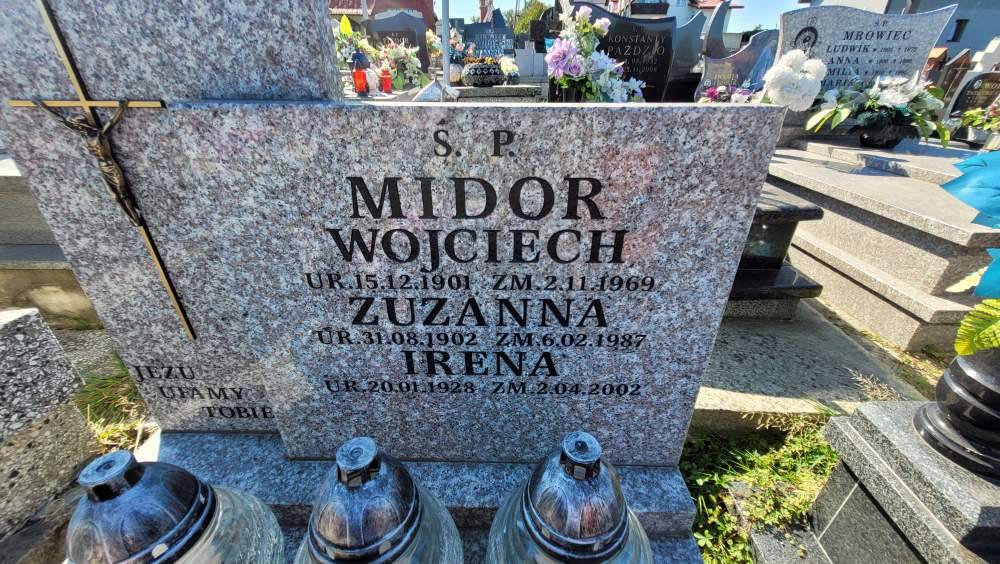 Ś. P.
MIDOR
WOJCIECH
UR.15.12.1901 ZM.2.11.1969
ZUZANNA
UR.31.08.1902 ZM.6.02.1987
IRENA
UR.20.01.1928 ZM.2.04.2002
JEZU
UFAMY
TOBIE
KONSTANTY
PAŹDZIO
Ś.P.
MROWIEC
LUDWIK
ANNA